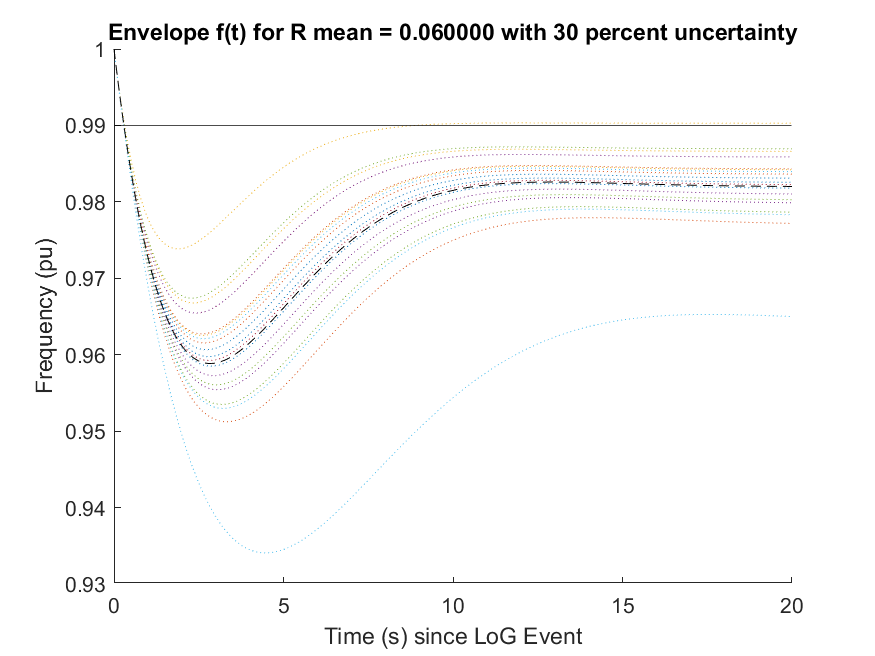 Envelope f(t) for R mean = 0.060000 with 30 percent uncertainty
1
0.99
0.98
0.97
0.96
0.95
0.94
0.93
Frequency (pu)
0 5 10 15 20
Time (s) since LoG Event